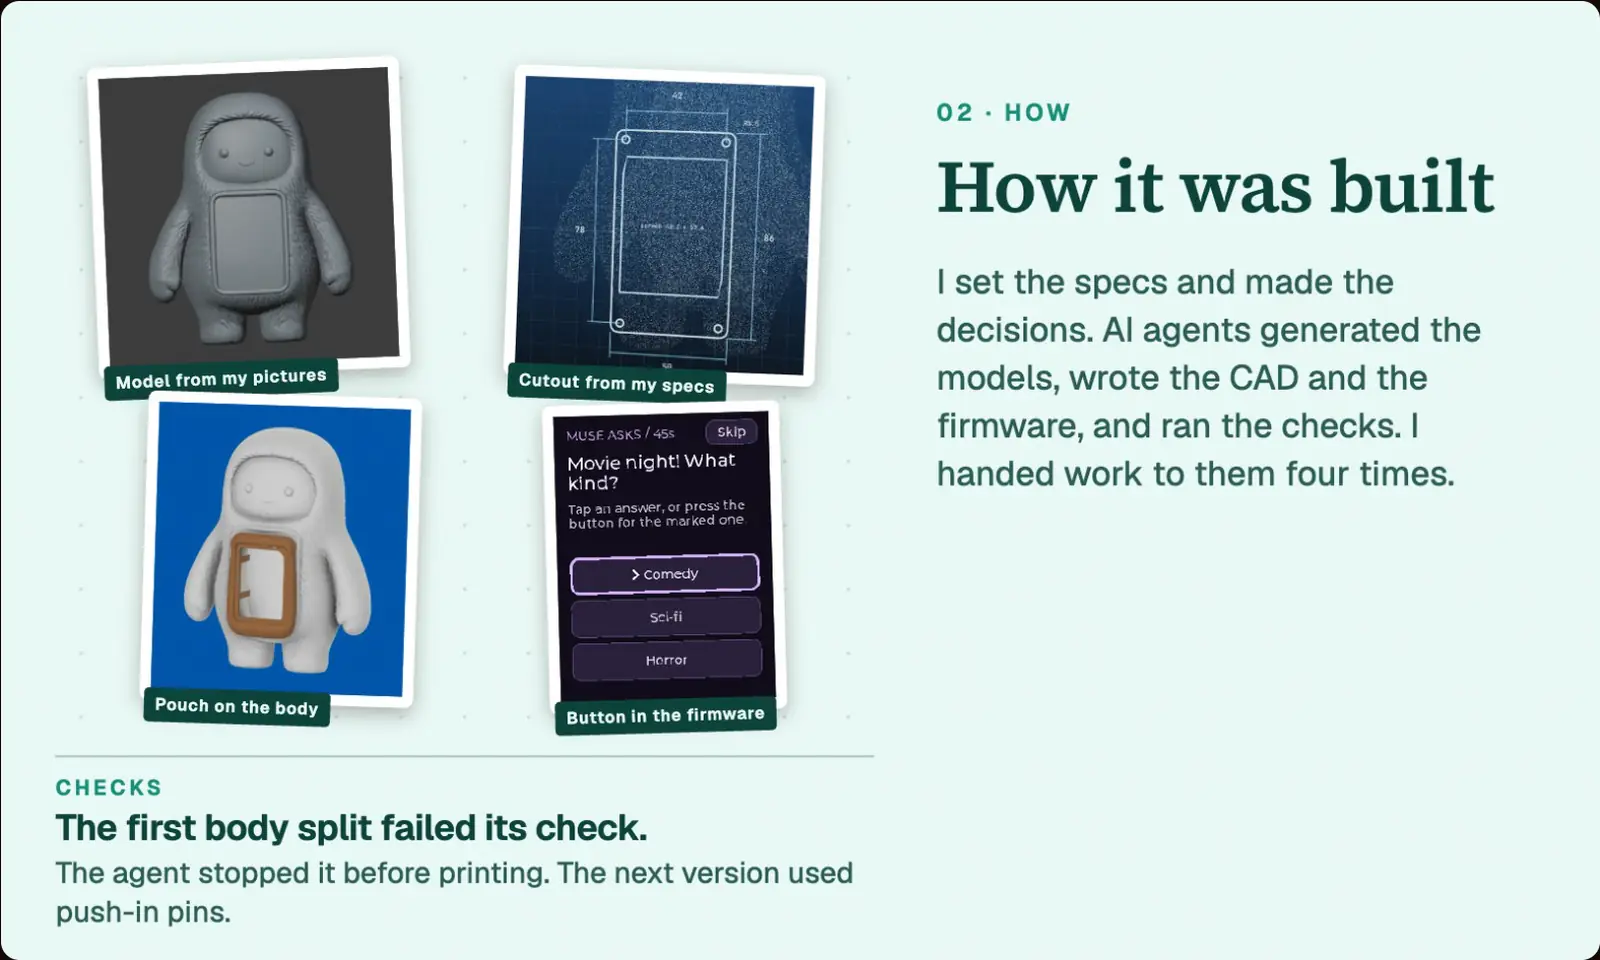 Model from my pictures
42
78
86
Cutout from my specs
Pouch on the body
MUSE ASKS / 45s
Skip
Movie night! What
kind?
Tap an answer, or press the
button for the marked one.
> Comedy
Sci-fi
Horror
Button in the firmware
CHECKS
The first body split failed its check.
The agent stopped it before printing. The next version used
push-in pins.
02 · HOW
How it was built
I set the specs and made the
decisions. AI agents generated the
models, wrote the CAD and the
firmware, and ran the checks. I
handed work to them four times.